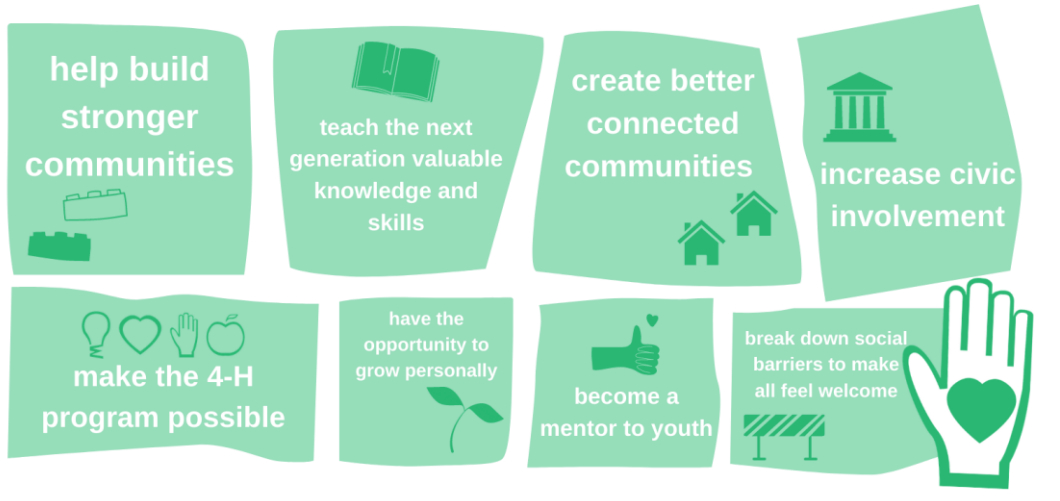 help build
stronger
communities
teach the next
generation valuable
knowledge and
skills
create better
connected
communities
increase civic
involvement
make the 4-H
program possible
have the
opportunity to
grow personally
become a
mentor to youth
break down social
barriers to make
all feel welcome